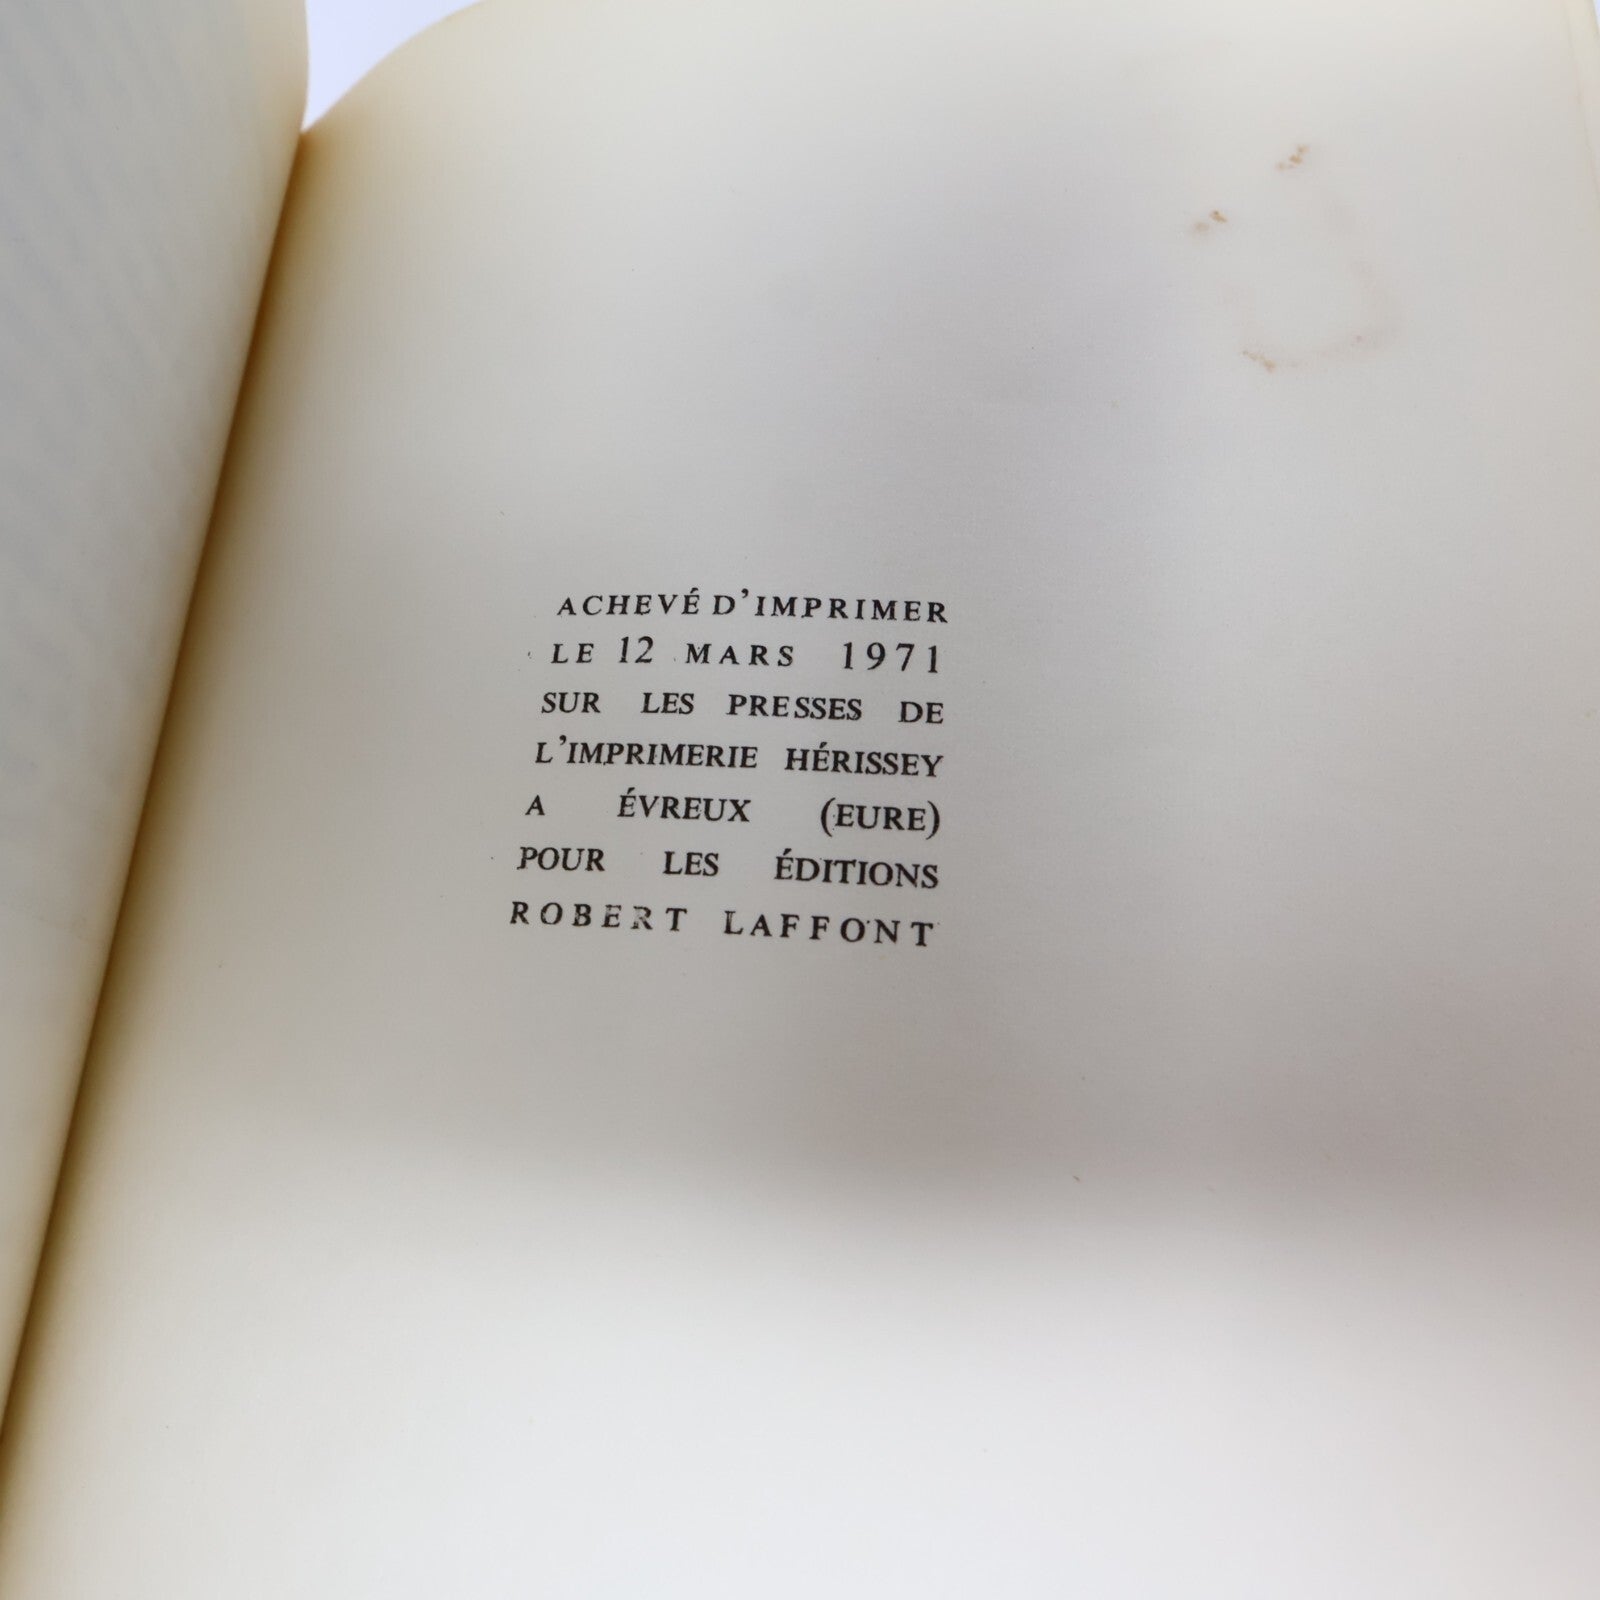 ACHEVÉ D'IMPRIMER
LE 12 MARS 1971
SUR LES PRESSES DE
L'IMPRIMERIE HÉRISSEY
A ÉVREUX (EURE)
POUR LES ÉDITIONS
ROBERT LAFFONT